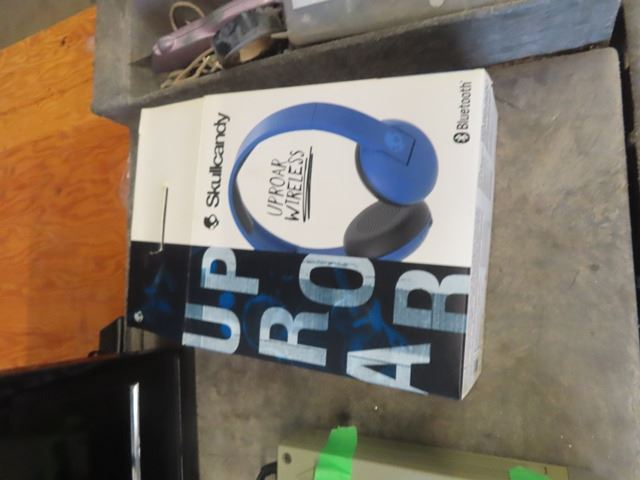 Skullcandy
Bluetooth
UPROAR
WIRELESS
UP
RO
AR